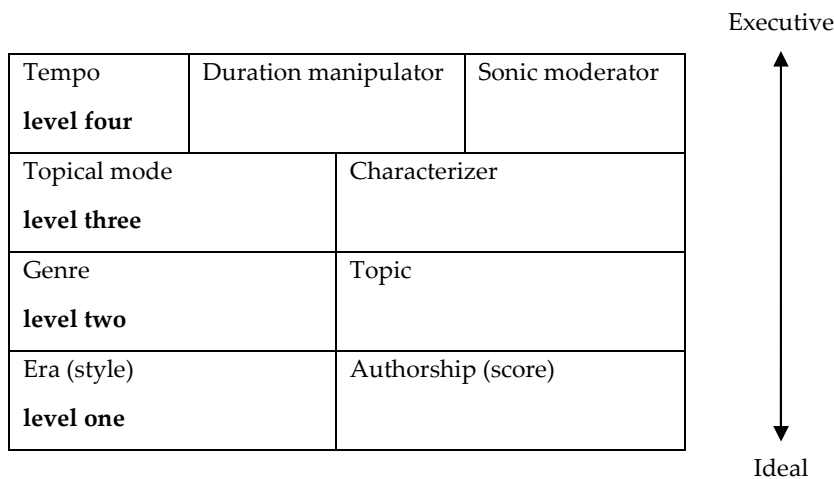 Executive
Tempo Duration manipulator Sonic moderator
level four
Topical mode Characterizer
level three
Genre Topic
level two
Era (style) Authorship (score)
level one
Ideal